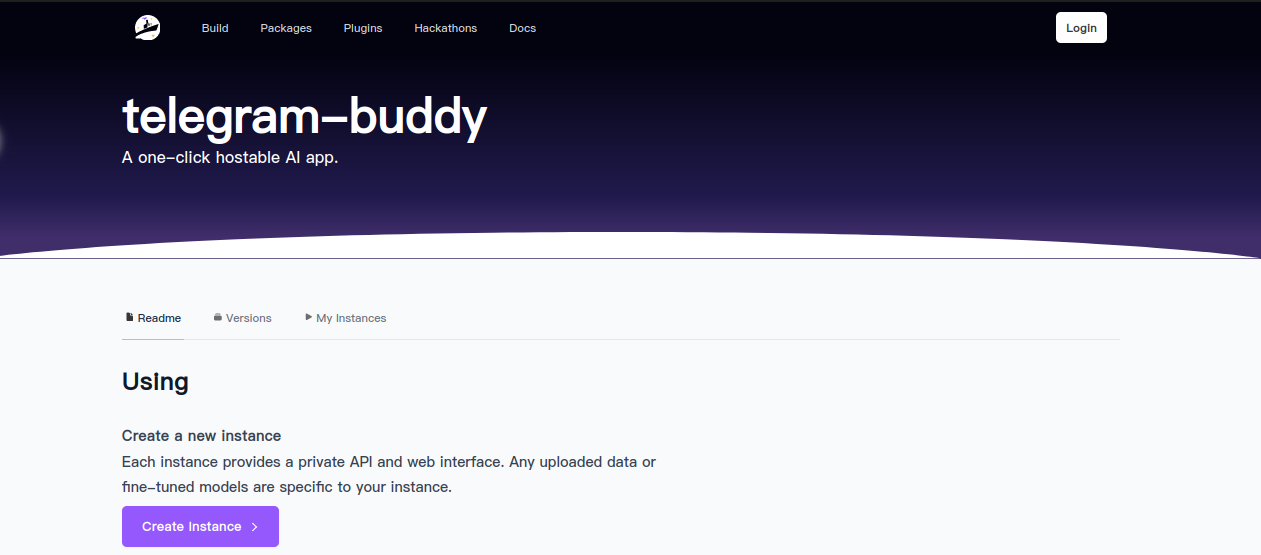 Build Packages Plugins Hackathons Docs Login
telegram-buddy
A one-click hostable AI app.
Readme Versions My Instances
Using
Create a new instance
Each instance provides a private API and web interface. Any uploaded data or
fine-tuned models are specific to your instance.
Create Instance